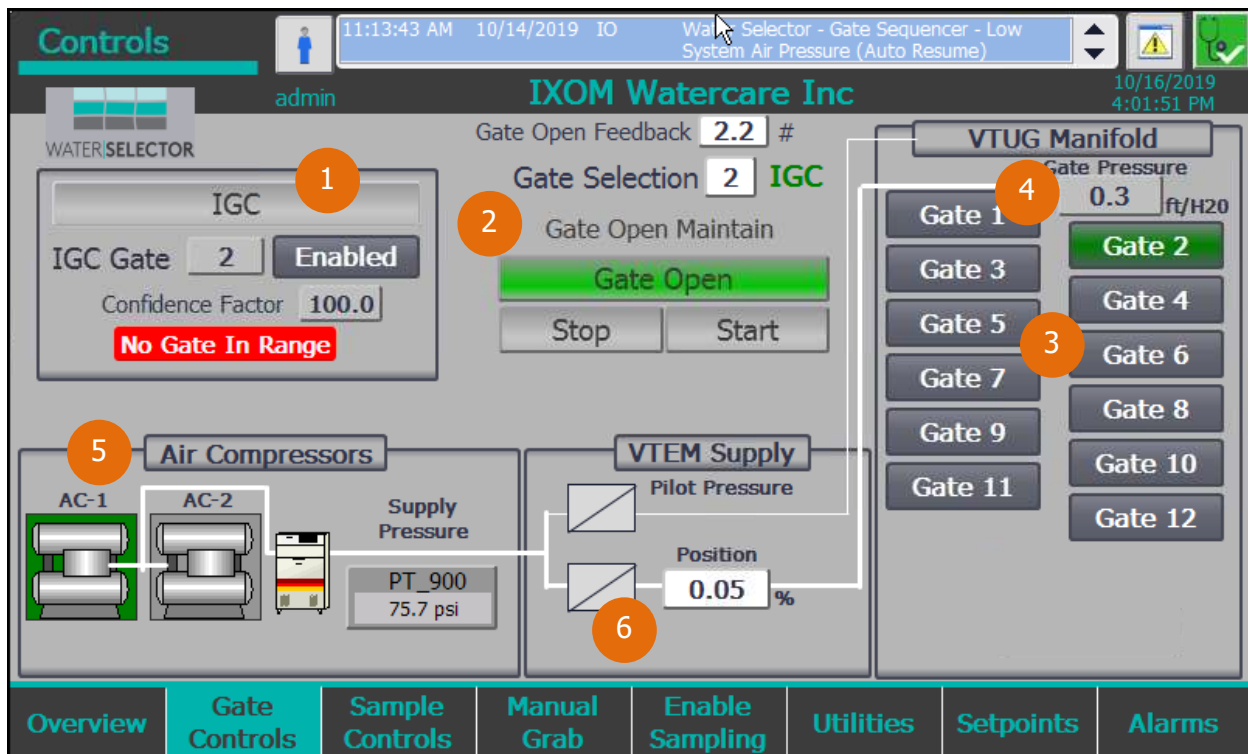 Controls
11:13:43 AM 10/14/2019 IO Water Selector - Gate Sequencer - Low
System Air Pressure (Auto Resume)
admin
IXOM Watercare Inc
10/16/2019
4:01:51 PM
WATER|SELECTOR
1
IGC
IGC Gate 2 Enabled
Confidence Factor 100.0
No Gate In Range
Gate Open Feedback 2.2 #
Gate Selection 2 IGC
2
Gate Open Maintain
Gate Open
Stop Start
VTUG Manifold
4
Gate Pressure
0.3 ft/H20
Gate 1
Gate 2
Gate 3
Gate 4
Gate 5
3
Gate 6
Gate 7
Gate 8
Gate 9
Gate 10
Gate 11
Gate 12
5
Air Compressors
AC-1 AC-2
Supply
Pressure
PT_900
75.7 psi
VTEM Supply
Pilot Pressure
Position
0.05 %
6
Overview
Gate
Controls
Sample
Controls
Manual
Grab
Enable
Sampling
Utilities
Setpoints
Alarms